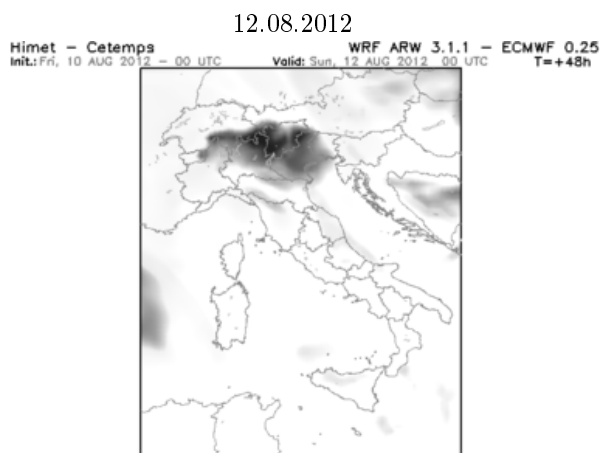 12.08.2012
Himet – Cetemps WRF ARW 3.1.1 – ECMWF 0.25
Init.: Fri, 10 AUG 2012 – 00 UTC Valid: Sun, 12 AUG 2012 00 UTC T=+48h